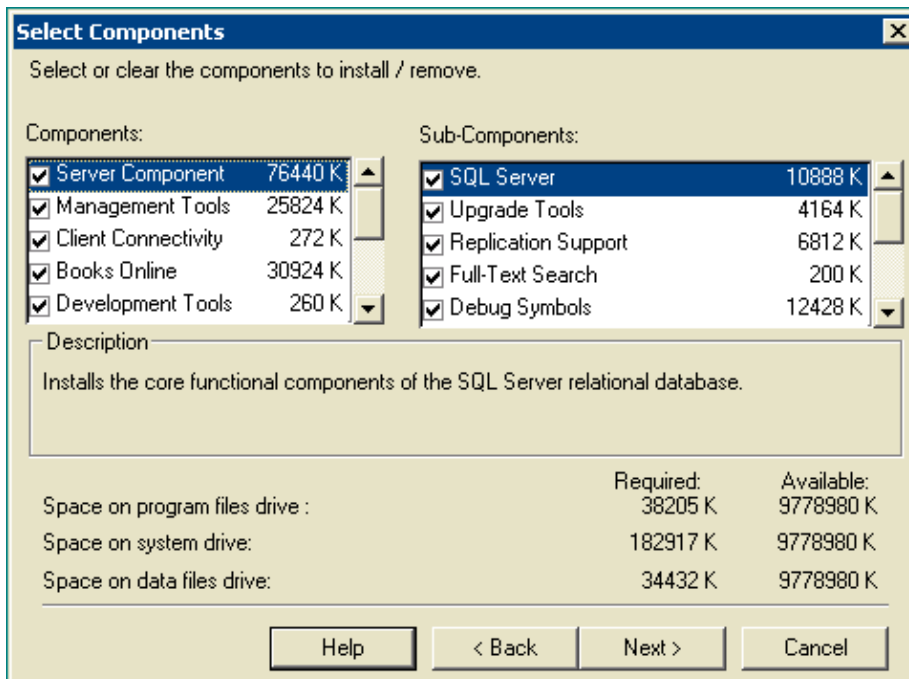 Select Components
Select or clear the components to install / remove.
Components:
Server Component 76440 K
Management Tools 25824 K
Client Connectivity 272 K
Books Online 30924 K
Development Tools 260 K
Sub-Components:
SQL Server 10888 K
Upgrade Tools 4164 K
Replication Support 6812 K
Full-Text Search 200 K
Debug Symbols 12428 K
Description
Installs the core functional components of the SQL Server relational database.
Required: Available:
Space on program files drive : 38205 K 9778980 K
Space on system drive: 182917 K 9778980 K
Space on data files drive: 34432 K 9778980 K
Help < Back Next > Cancel